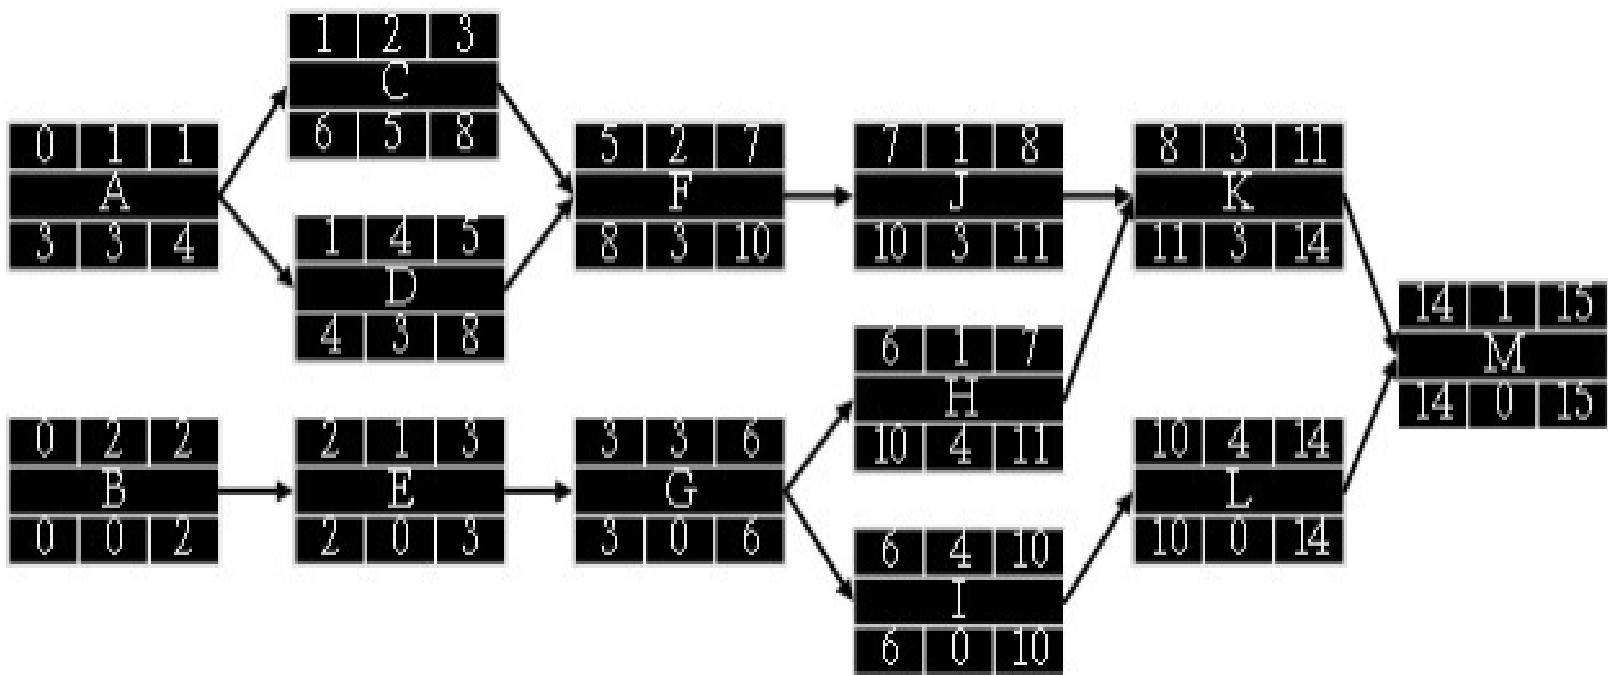 1 2 3
C
6 5 8
0 1 1
A
3 3 4
1 4 5
D
4 3 8
5 2 7
F
8 3 10
7 1 8
J
10 3 11
8 3 11
K
11 3 14
6 1 7
H
10 4 11
14 1 15
M
14 0 15
0 2 2
B
0 0 2
2 1 3
E
2 0 3
3 3 6
G
3 0 6
6 4 10
I
6 0 10
10 4 14
L
10 0 14